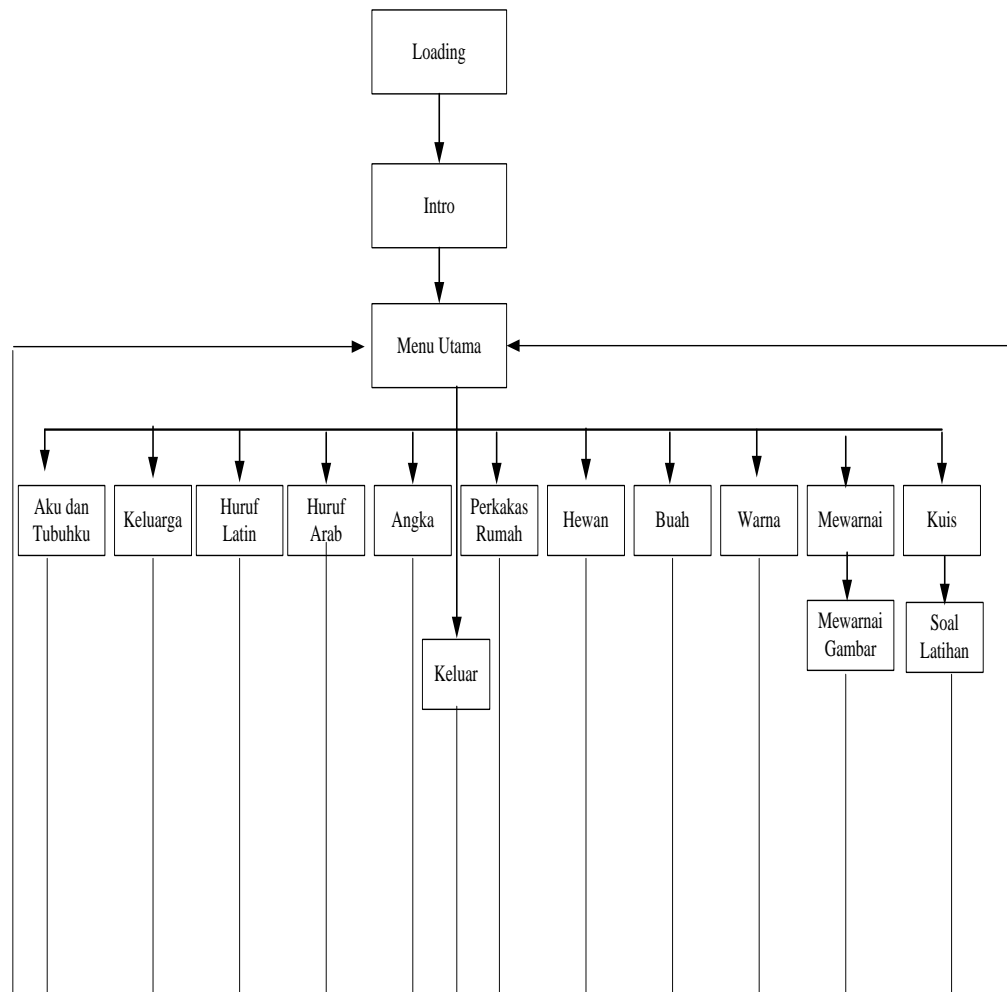 Loading
Intro
Menu Utama
Aku dan
Tubuhku
Keluarga
Huruf
Latin
Huruf
Arab
Angka
Perkakas
Rumah
Hewan
Buah
Warna
Mewarnai
Kuis
Mewarnai
Gambar
Soal
Latihan
Keluar